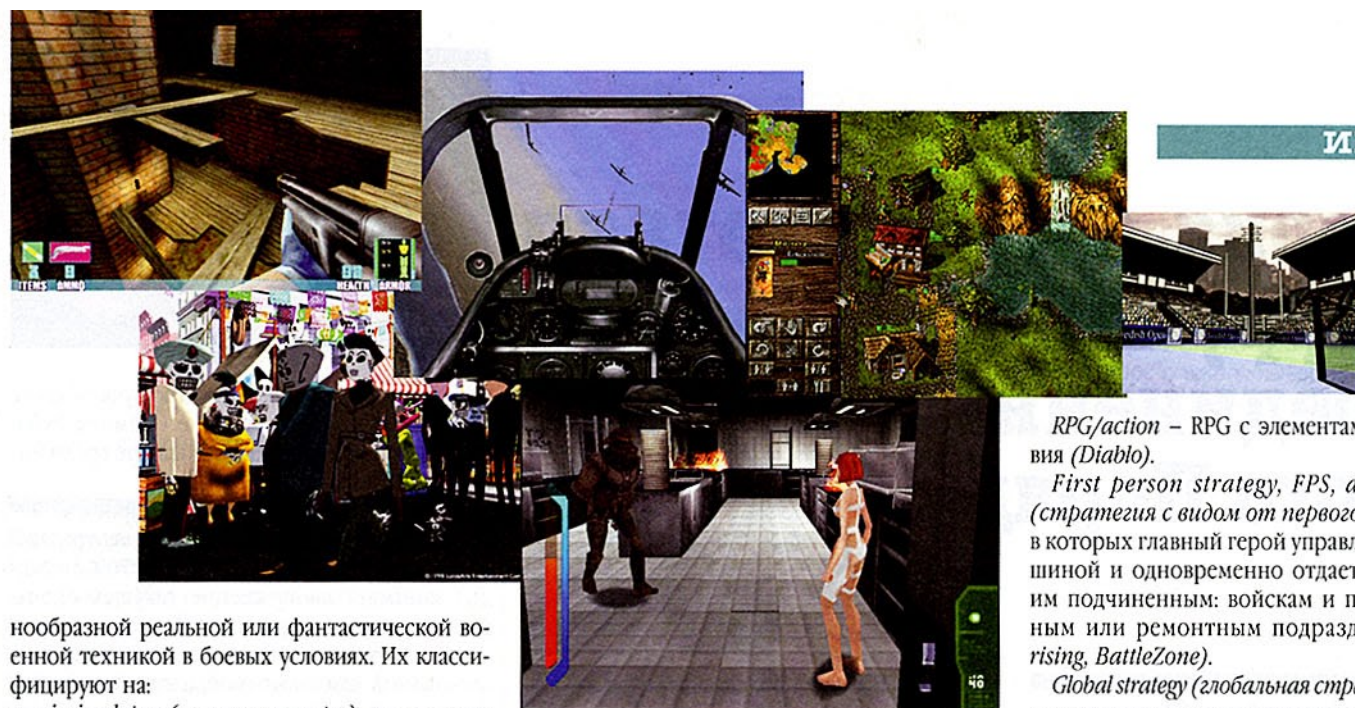 И
ITEMS AMMO
HEALTH ARMOR
нообразной реальной или фантастической во-
енной техникой в боевых условиях. Их класси-
фицируют на:
RPG/action – RPG с элементам
вия (Diablo).
First person strategy, FPS, а
(стратегия с видом от первого
в которых главный герой управл
шиной и одновременно отдает
им подчиненным: войскам и п
ным или ремонтным подразд
rising, BattleZone).
Global strategy (глобальная стра
40